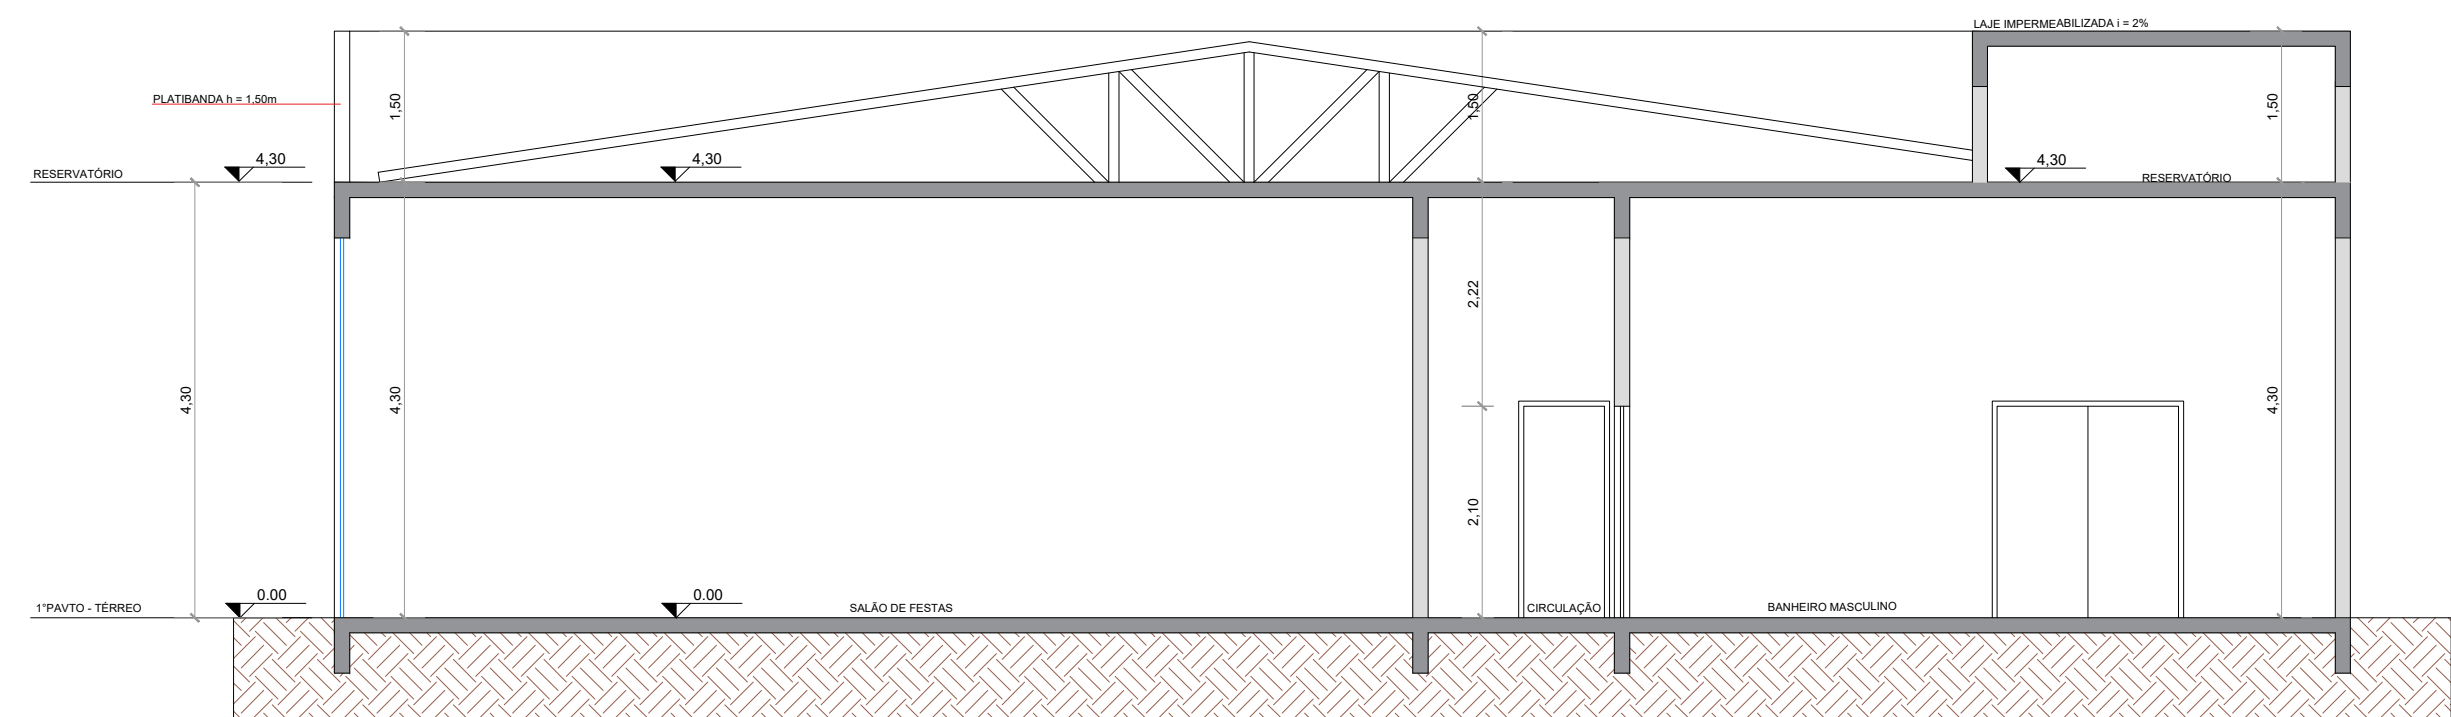 LAJE IMPERMEABILIZADA i = 2%
PLATIBANDA h = 1,50m
1,50
1,50
1,50
RESERVATÓRIO
4,30
4,30
4,30
RESERVATÓRIO
2,22
4,30
4,30
4,30
2,10
1°PAVTO - TÉRREO
0.00
0.00
SALÃO DE FESTAS
CIRCULAÇÃO
BANHEIRO MASCULINO